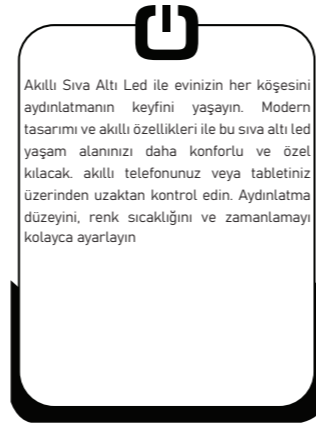 Akıllı Sıva Altı Led ile evinizin her köşesini
aydınlatmanın keyfini yaşayın. Modern
tasarımı ve akıllı özellikleri ile bu sıva altı led
yaşam alanınızı daha konforlu ve özel
kılacak. akıllı telefonunuz veya tabletiniz
üzerinden uzaktan kontrol edin. Aydınlatma
düzeyini, renk sıcaklığını ve zamanlamayı
kolayca ayarlayın